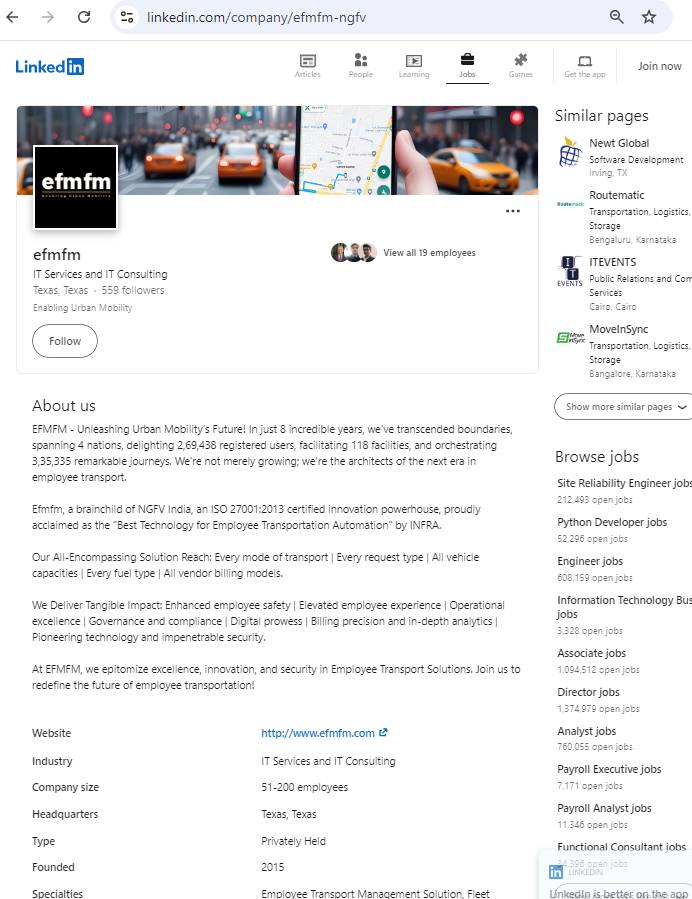 linkedin.com/company/efmfm-ngfv
Linked in
Articles
People
Learning
Jobs
Games
Get the app
Join now
efmfm
Enabling Urban Mobility
efmfm
IT Services and IT Consulting
Texas, Texas · 559 followers
Enabling Urban Mobility
View all 19 employees
Follow
About us
EFMFM - Unleashing Urban Mobility's Future! In just 8 incredible years, we've transcended boundaries,
spanning 4 nations, delighting 2,69,438 registered users, facilitating 118 facilities, and orchestrating
3,35,335 remarkable journeys. We're not merely growing; we're the architects of the next era in
employee transport.
Efmfm, a brainchild of NGFV India, an ISO 27001:2013 certified innovation powerhouse, proudly
acclaimed as the "Best Technology for Employee Transportation Automation" by INFRA.
Our All-Encompassing Solution Reach: Every mode of transport | Every request type | All vehicle
capacities | Every fuel type | All vendor billing models.
We Deliver Tangible Impact: Enhanced employee safety | Elevated employee experience | Operational
excellence | Governance and compliance | Digital prowess | Billing precision and in-depth analytics |
Pioneering technology and impenetrable security.
At EFMFM, we epitomize excellence, innovation, and security in Employee Transport Solutions. Join us to
redefine the future of employee transportation!
Website http://www.efmfm.com
Industry IT Services and IT Consulting
Company size 51-200 employees
Headquarters Texas, Texas
Type Privately Held
Founded 2015
Specialties Employee Transport Management Solution, Fleet
Similar pages
Newt Global
Software Development
Irving, TX
Routematic
Routematic
Transportation, Logistics,
Storage
Bengaluru, Karnataka
IT EVENTS
ITEVENTS
Public Relations and Com
Services
Cairo, Cairo
MoveInSync
MoveInSync
Transportation, Logistics,
Storage
Bangalore, Karnataka
Show more similar pages
Browse jobs
Site Reliability Engineer jobs
212,493 open jobs
Python Developer jobs
52,296 open jobs
Engineer jobs
608,159 open jobs
Information Technology Bus
jobs
3,328 open jobs
Associate jobs
1,094,512 open jobs
Director jobs
1,374,979 open jobs
Analyst jobs
760,055 open jobs
Payroll Executive jobs
7,171 open jobs
Payroll Analyst jobs
11,346 open jobs
Functional Consultant jobs
34,396 open jobs
in LINKEDIN
LinkedIn is better on the app